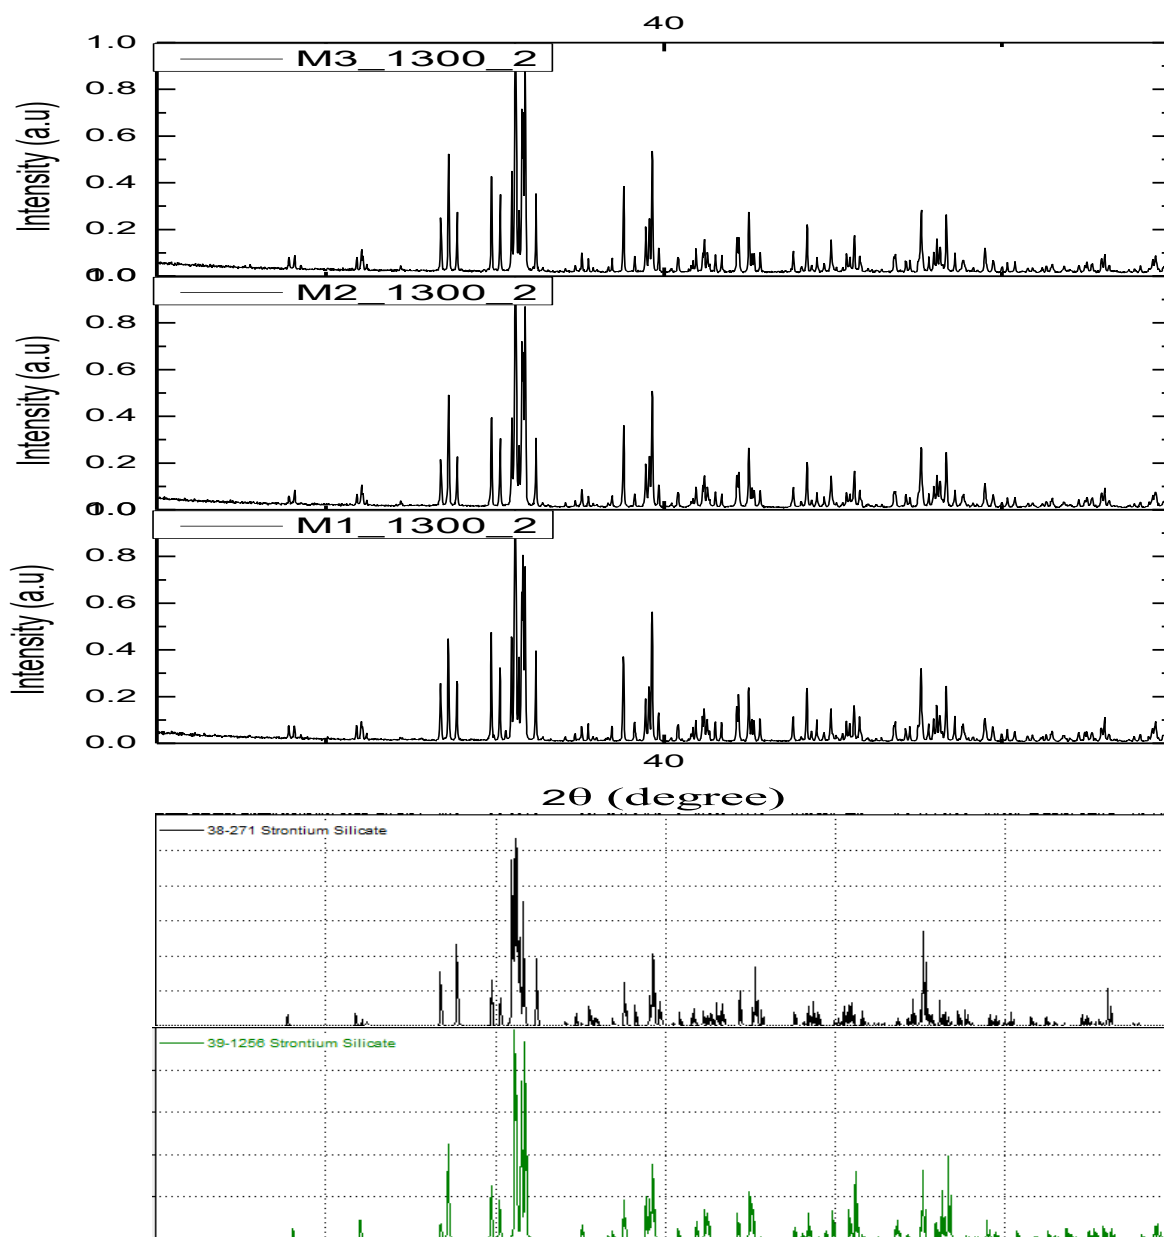 40
1.0
M3_1300_2
0.8
0.6
0.4
0.2
0.0
Intensity (a.u)
M2_1300_2
0.8
0.6
0.4
0.2
0.0
Intensity (a.u)
M1_1300_2
0.8
0.6
0.4
0.2
0.0
Intensity (a.u)
40
2θ (degree)
38-271 Strontium Silicate
39-1256 Strontium Silicate